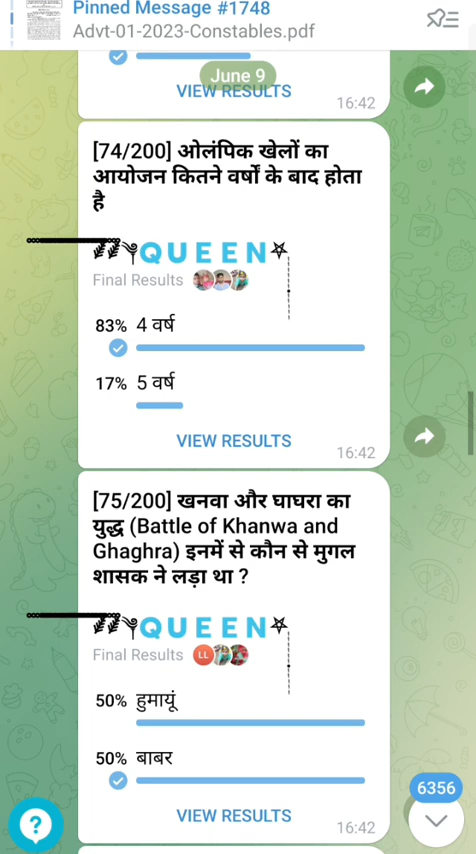 Pinned Message #1748
Advt-01-2023-Constables.pdf
June 9
VIEW RESULTS
16:42
[74/200] ओलंपिक खेलों का
आयोजन कितने वर्षों के बाद होता
है
QUEEN
Final Results
83% 4 वर्ष
17% 5 वर्ष
VIEW RESULTS
16:42
[75/200] खनवा और घाघरा का
युद्ध (Battle of Khanwa and
Ghaghra) इनमें से कौन से मुगल
शासक ने लड़ा था ?
QUEEN
Final Results LL
50% हुमायूं
50% बाबर
6356
VIEW RESULTS
16:42